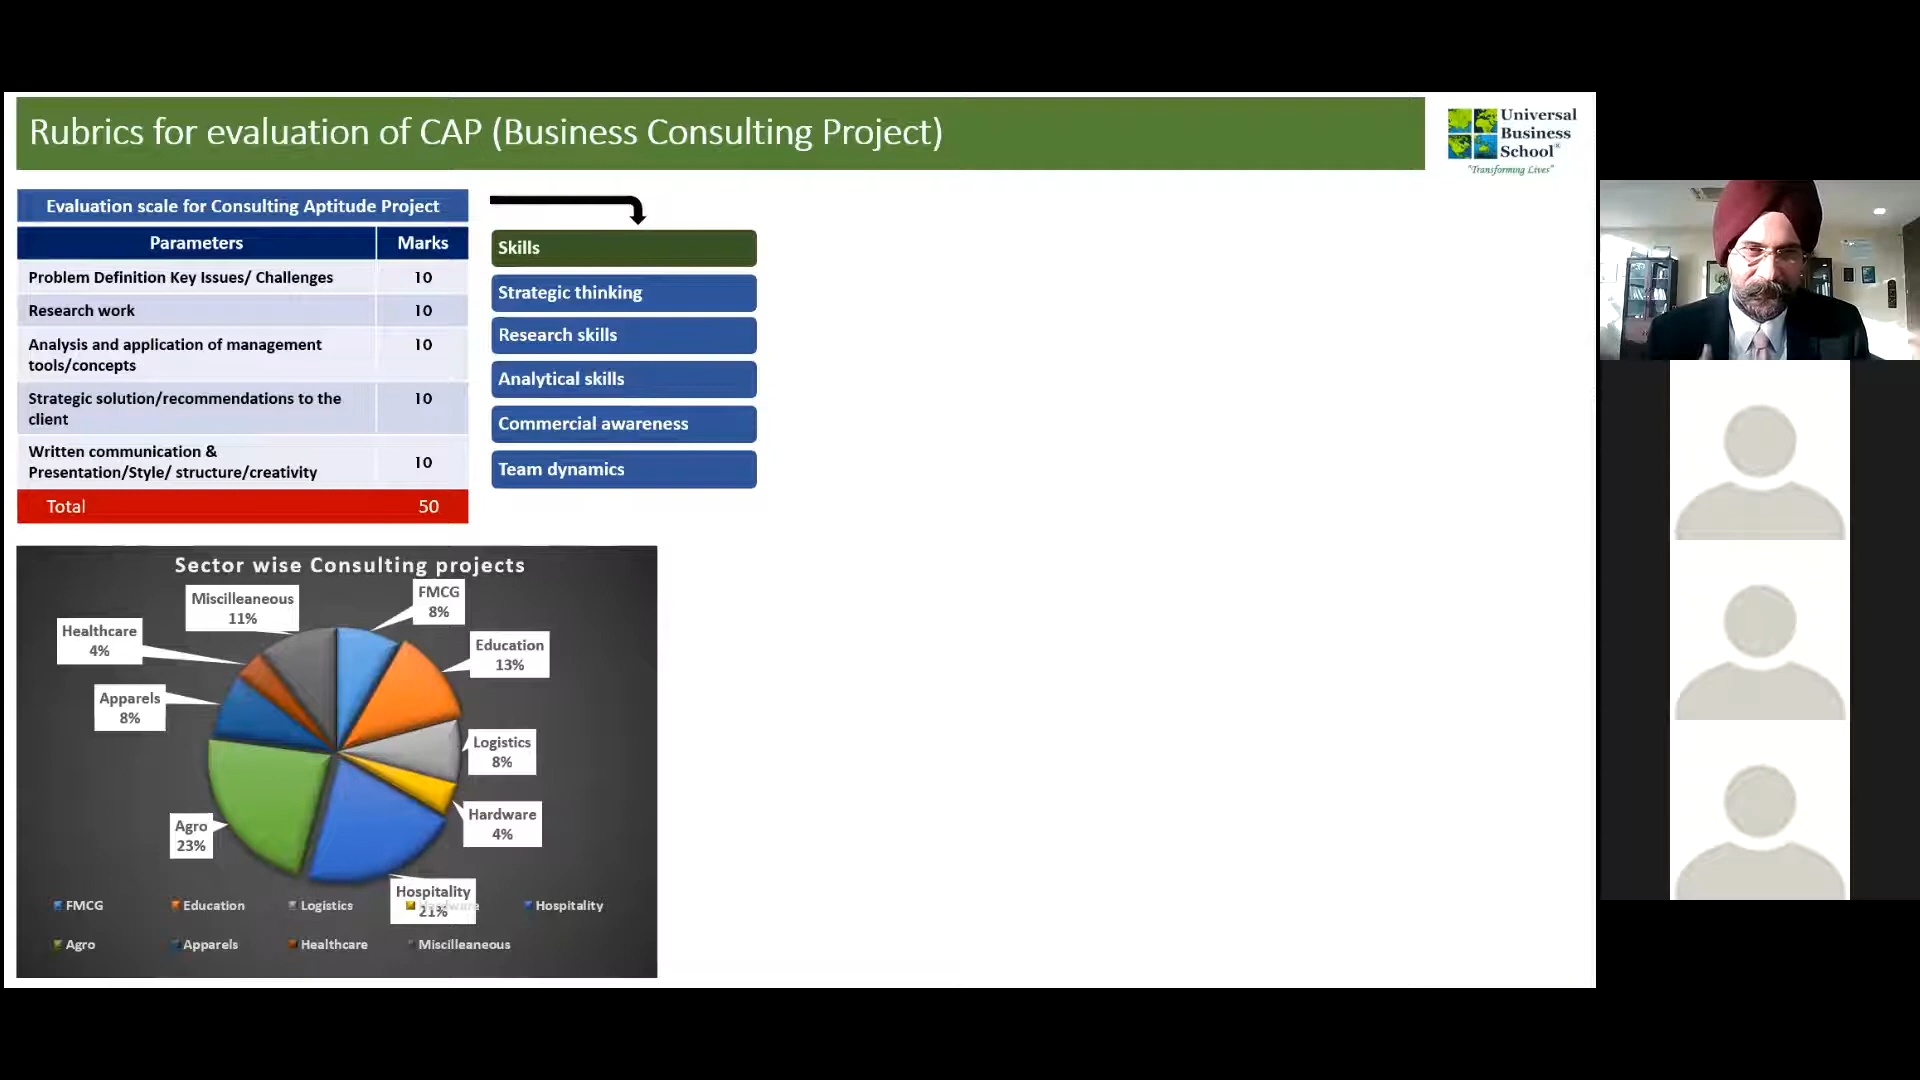 Rubrics for evaluation of CAP (Business Consulting Project)
Universal
Business
School®
"Transforming Lives"
Evaluation scale for Consulting Aptitude Project
Parameters Marks
Problem Definition Key Issues/ Challenges 10
Research work 10
Analysis and application of management
tools/concepts 10
Strategic solution/recommendations to the
client 10
Written communication &
Presentation/Style/ structure/creativity 10
Total 50
Skills
Strategic thinking
Research skills
Analytical skills
Commercial awareness
Team dynamics
Sector wise Consulting projects
FMCG
8%
Education
13%
Logistics
8%
Hardware
4%
Hospitality
21%
Agro
23%
Apparels
8%
Healthcare
4%
Miscilleaneous
11%
FMCG Education Logistics Hardware Hospitality
Agro Apparels Healthcare Miscilleaneous